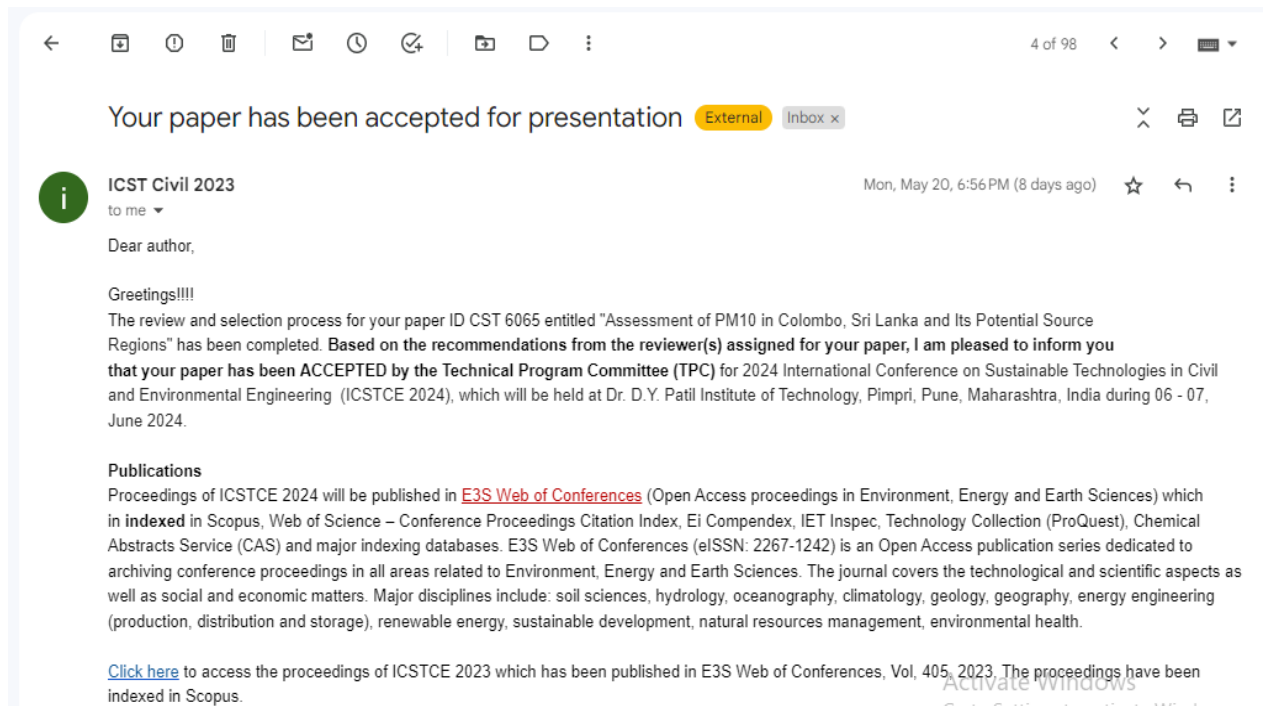 4 of 98
Your paper has been accepted for presentation External Inbox ×
i
ICST Civil 2023
Mon, May 20, 6:56 PM (8 days ago)
to me
Dear author,
Greetings!!!!
The review and selection process for your paper ID CST 6065 entitled "Assessment of PM10 in Colombo, Sri Lanka and Its Potential Source
Regions" has been completed. Based on the recommendations from the reviewer(s) assigned for your paper, I am pleased to inform you
that your paper has been ACCEPTED by the Technical Program Committee (TPC) for 2024 International Conference on Sustainable Technologies in Civil
and Environmental Engineering (ICSTCE 2024), which will be held at Dr. D.Y. Patil Institute of Technology, Pimpri, Pune, Maharashtra, India during 06 - 07,
June 2024.
Publications
Proceedings of ICSTCE 2024 will be published in E3S Web of Conferences (Open Access proceedings in Environment, Energy and Earth Sciences) which
in indexed in Scopus, Web of Science – Conference Proceedings Citation Index, Ei Compendex, IET Inspec, Technology Collection (ProQuest), Chemical
Abstracts Service (CAS) and major indexing databases. E3S Web of Conferences (eISSN: 2267-1242) is an Open Access publication series dedicated to
archiving conference proceedings in all areas related to Environment, Energy and Earth Sciences. The journal covers the technological and scientific aspects as
well as social and economic matters. Major disciplines include: soil sciences, hydrology, oceanography, climatology, geology, geography, energy engineering
(production, distribution and storage), renewable energy, sustainable development, natural resources management, environmental health.
Click here to access the proceedings of ICSTCE 2023 which has been published in E3S Web of Conferences, Vol, 405, 2023. The proceedings have been
Activate Windows
indexed in Scopus.